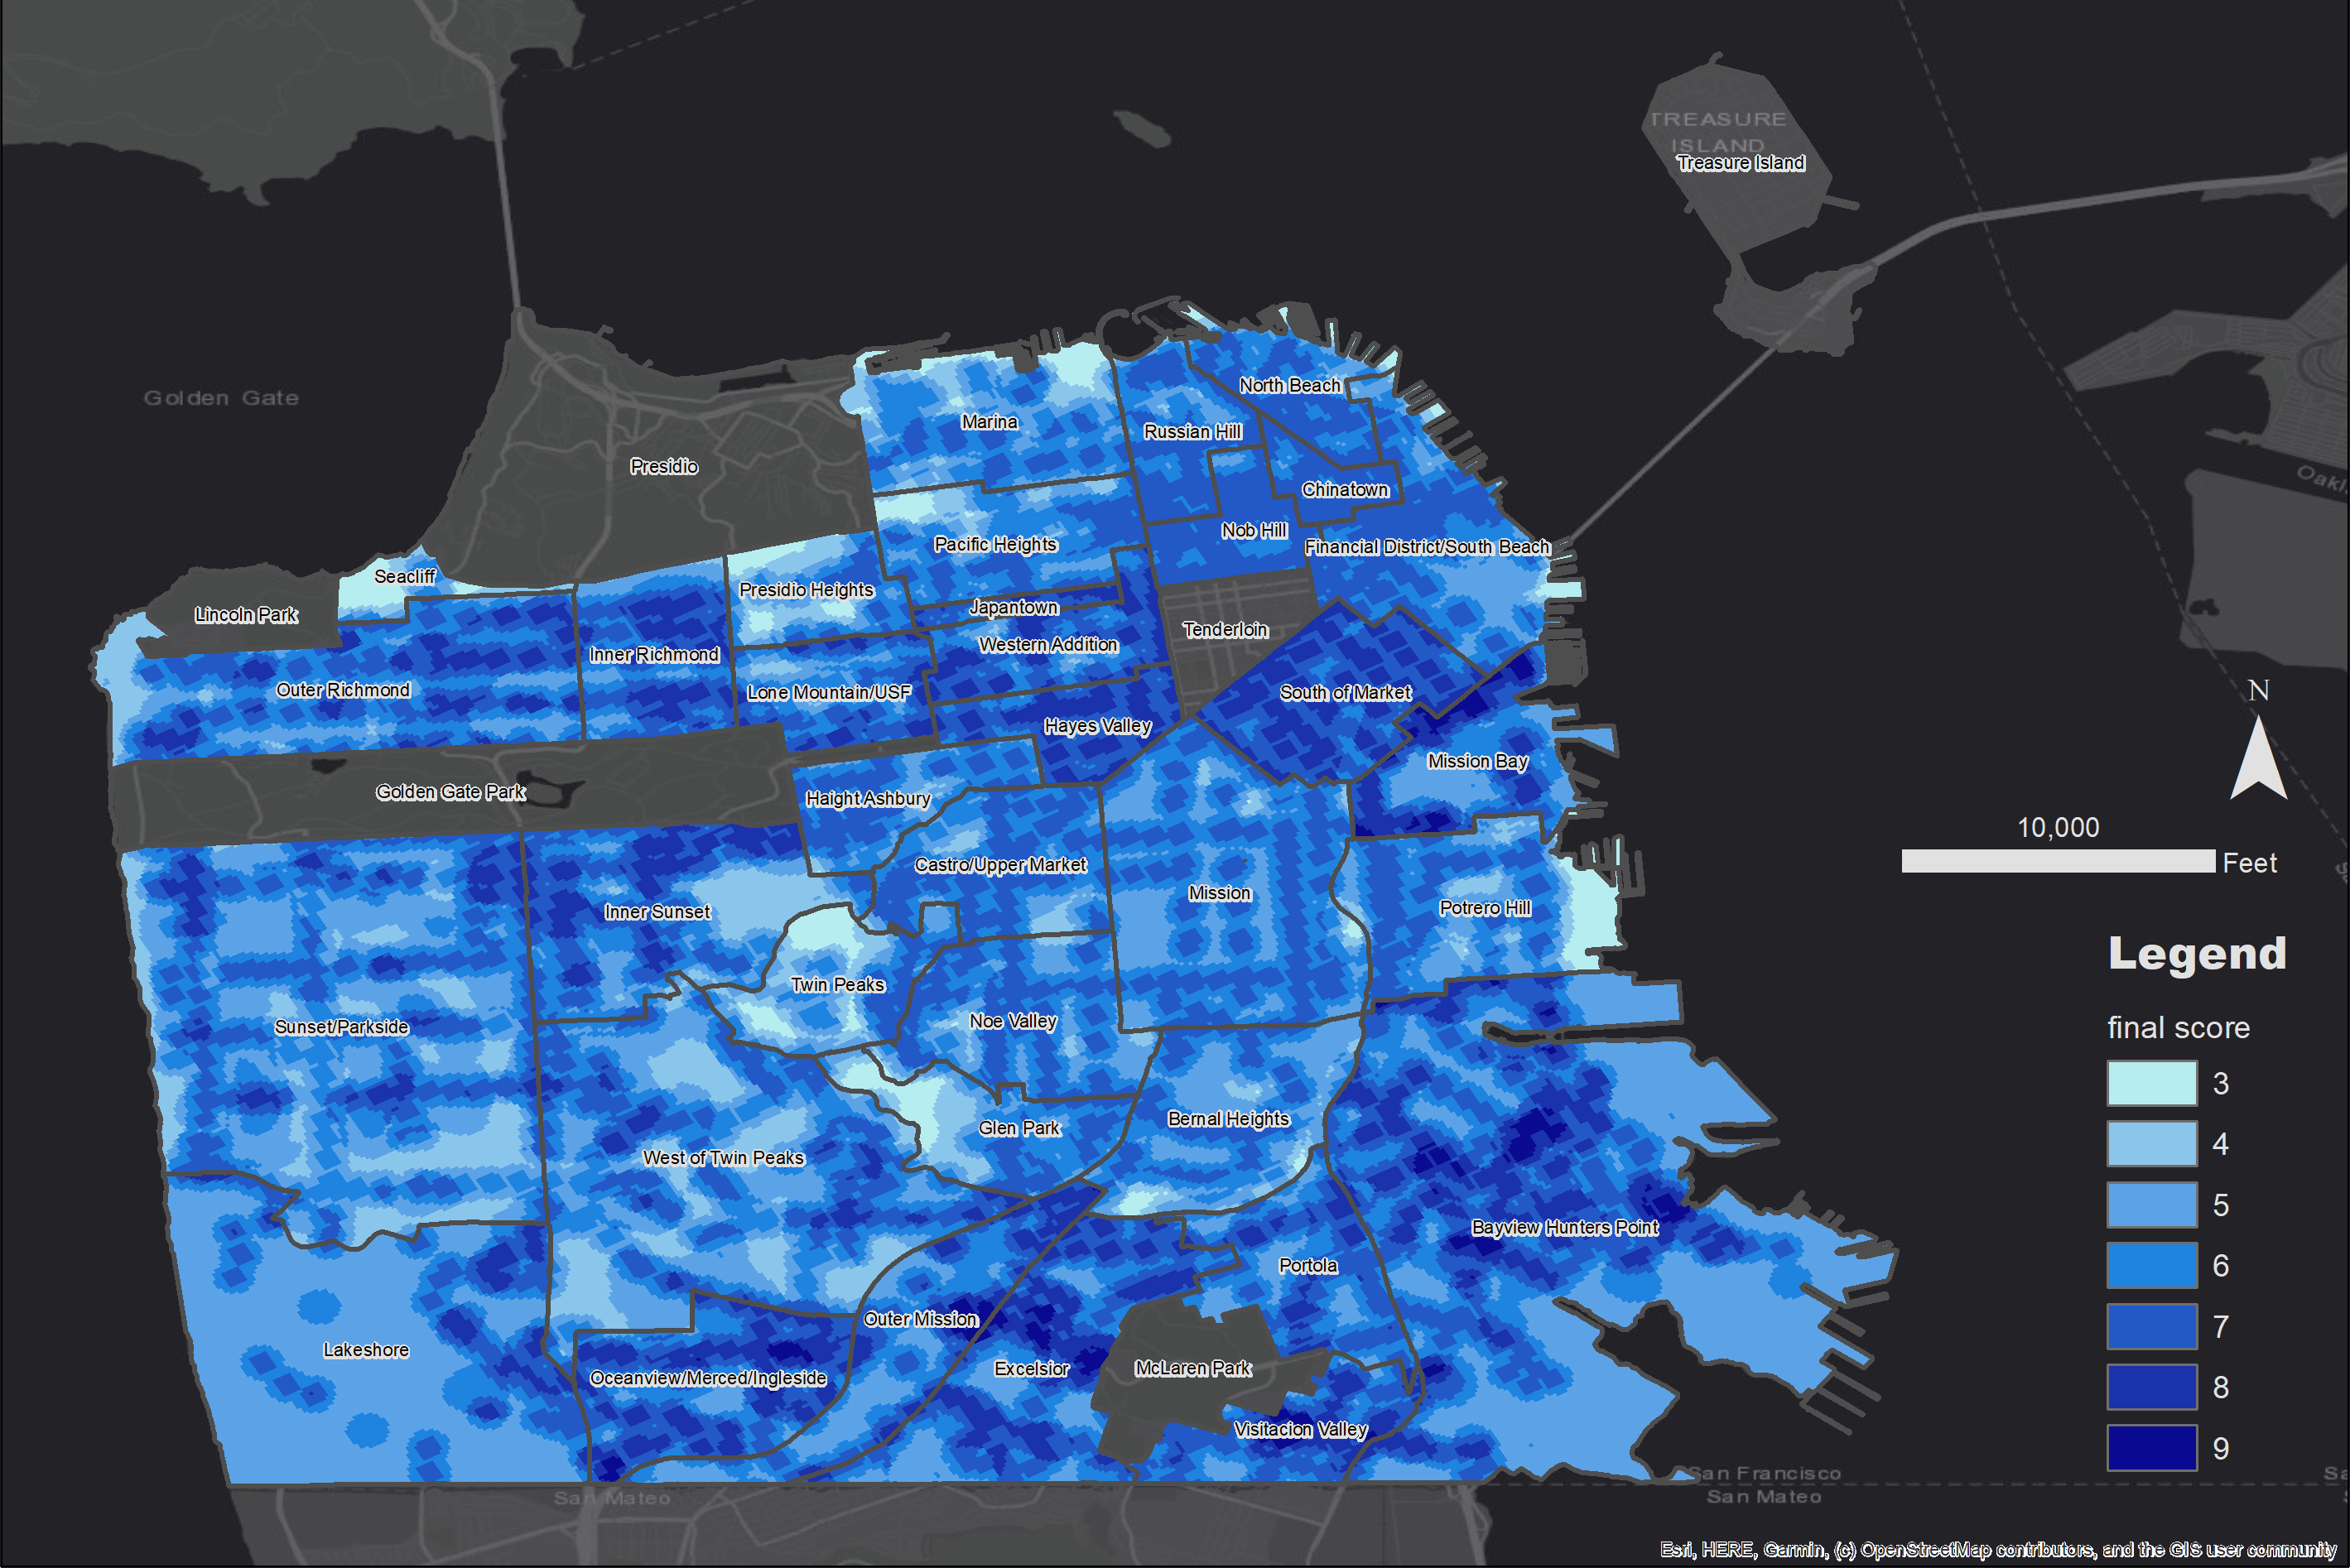 TREASURE
ISLAND
Treasure Island
Golden Gate
North Beach
Marina
Russian Hill
Presidio
Oakl
Chinatown
Nob Hill
Pacific Heights
Financial District/South Beach
Seacliff
Presidio Heights
Japantown
Lincoln Park
Tenderloin
Western Addition
Inner Richmond
Outer Richmond
Lone Mountain/USF
South of Market
N
Hayes Valley
Mission Bay
Golden Gate Park
Haight Ashbury
10,000
Feet
Castro/Upper Market
Mission
Inner Sunset
Potrero Hill
Legend
Twin Peaks
Noe Valley
Sunset/Parkside
final score
3
Bernal Heights
Glen Park
4
West of Twin Peaks
5
Bayview Hunters Point
Portola
6
Outer Mission
7
Lakeshore
Excelsior
McLaren Park
Oceanview/Merced/Ingleside
8
Visitacion Valley
9
San Francisco
Sa
San Mateo
San Mateo
Esri, HERE, Garmin, (c) OpenStreetMap contributors, and the GIS user community